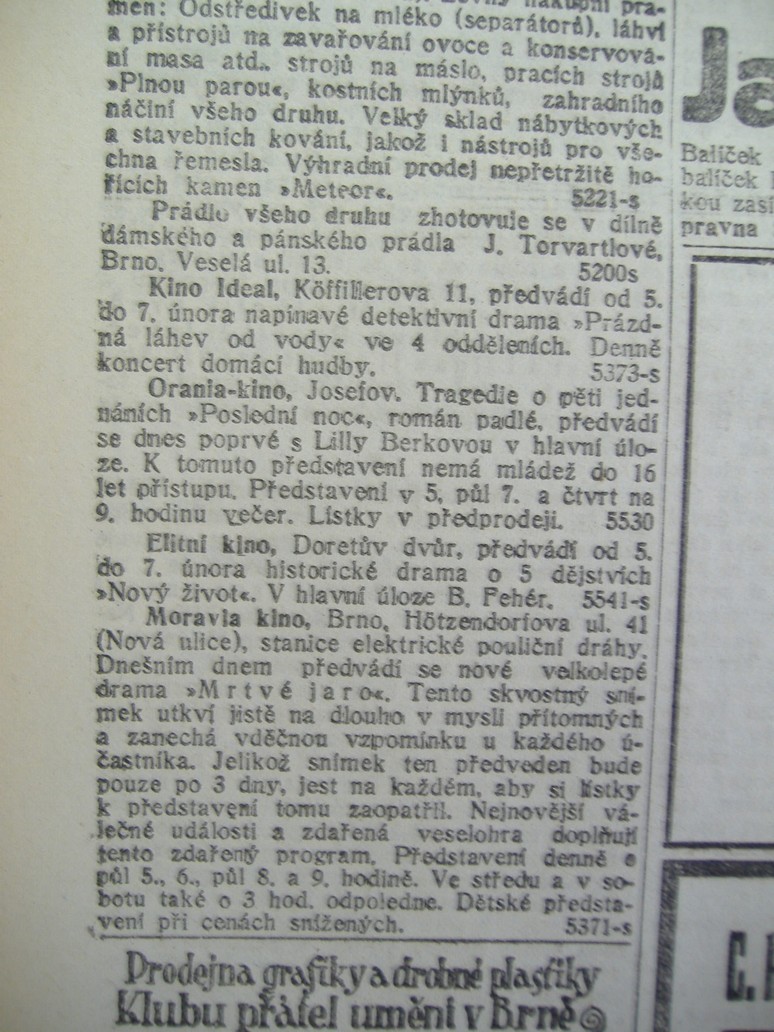 men: Odstředivek na mléko (separátorů), láhví
a přístrojů na zavařování ovoce a konservová-
ní masa atd., strojů na máslo, pracích strojů
»Plnou parou«, kostních mlýnků, zahradního
náčiní všeho druhu. Velký sklad nábytkových
a stavebních kování, jakož i nástrojů pro vše-
chna řemesla. Výhradní prodej nepřetržitě ho-
řících kamen »Meteor«. 5221-s
Prádlo všeho druhu zhotovuje se v dílně
dámského a pánského prádla J. Torvartlové,
Brno, Veselá ul. 13. 5200s
Kino Ideal, Köffillerova 11, předvádí od 5.
do 7. února napínavé detektivní drama »Prázd-
ná láhev od vody« ve 4 odděleních. Denně
koncert domácí hudby. 5373-s
Orania-kino, Josefov. Tragedie o pěti jed-
náních »Poslední noc«, román padlé, předvádí
se dnes poprvé s Lilly Berkovou v hlavní úlo-
ze. K tomuto představení nemá mládež do 16
let přístupu. Představení v 5, půl 7. a čtvrt na
9. hodinu večer. Lístky v předprodeji. 5530
Elitní kino, Doretův dvůr, předvádí od 5.
do 7. února historické drama o 5 dějstvích
»Nový život«. V hlavní úloze B. Fehér. 5541-s
Moravia kino, Brno, Hötzendorfova ul. 41
(Nová ulice), stanice elektrické pouliční dráhy.
Dnešním dnem předvádí se nové velkolepé
drama »Mrtvé jaro«. Tento skvostný sní-
mek utkví jistě na dlouho v mysli přítomných
a zanechá vděčnou vzpomínku u každého ú-
častníka. Jelikož snímek ten předveden bude
pouze po 3 dny, jest na každém, aby si lístky
k představení tomu zaopatřil. Nejnovější vá-
lečné události a zdařená veselohra doplňují
tento zdařený program. Představení denně o
půl 5., 6., půl 8. a 9. hodině. Ve středu a v so-
botu také o 3 hod. odpoledne. Dětské předsta-
vení při cenách snížených. 5371-s
Prodejna grafiky a drobné plastiky
Klubu přátel umění v Brně
Ja
Balíček
balíček
kou zasí
pravna
C.